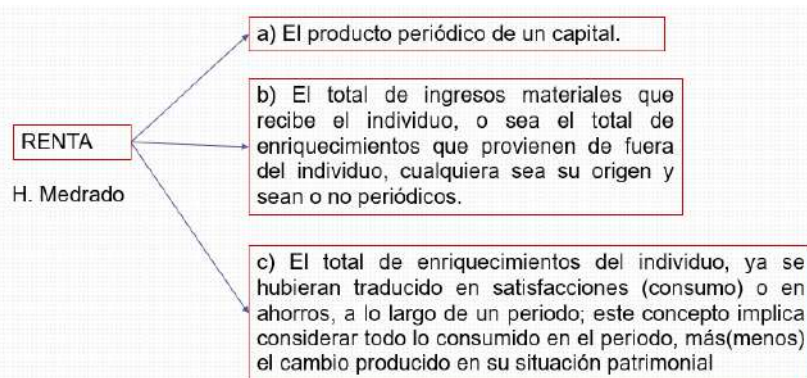 a) El producto periódico de un capital.
b) El total de ingresos materiales que
recibe el individuo, o sea el total de
enriquecimientos que provienen de fuera
del individuo, cualquiera sea su origen y
sean o no periódicos.
RENTA
H. Medrado
c) El total de enriquecimientos del individuo, ya se
hubieran traducido en satisfacciones (consumo) o en
ahorros, a lo largo de un periodo; este concepto implica
considerar todo lo consumido en el periodo, más(menos)
el cambio producido en su situación patrimonial